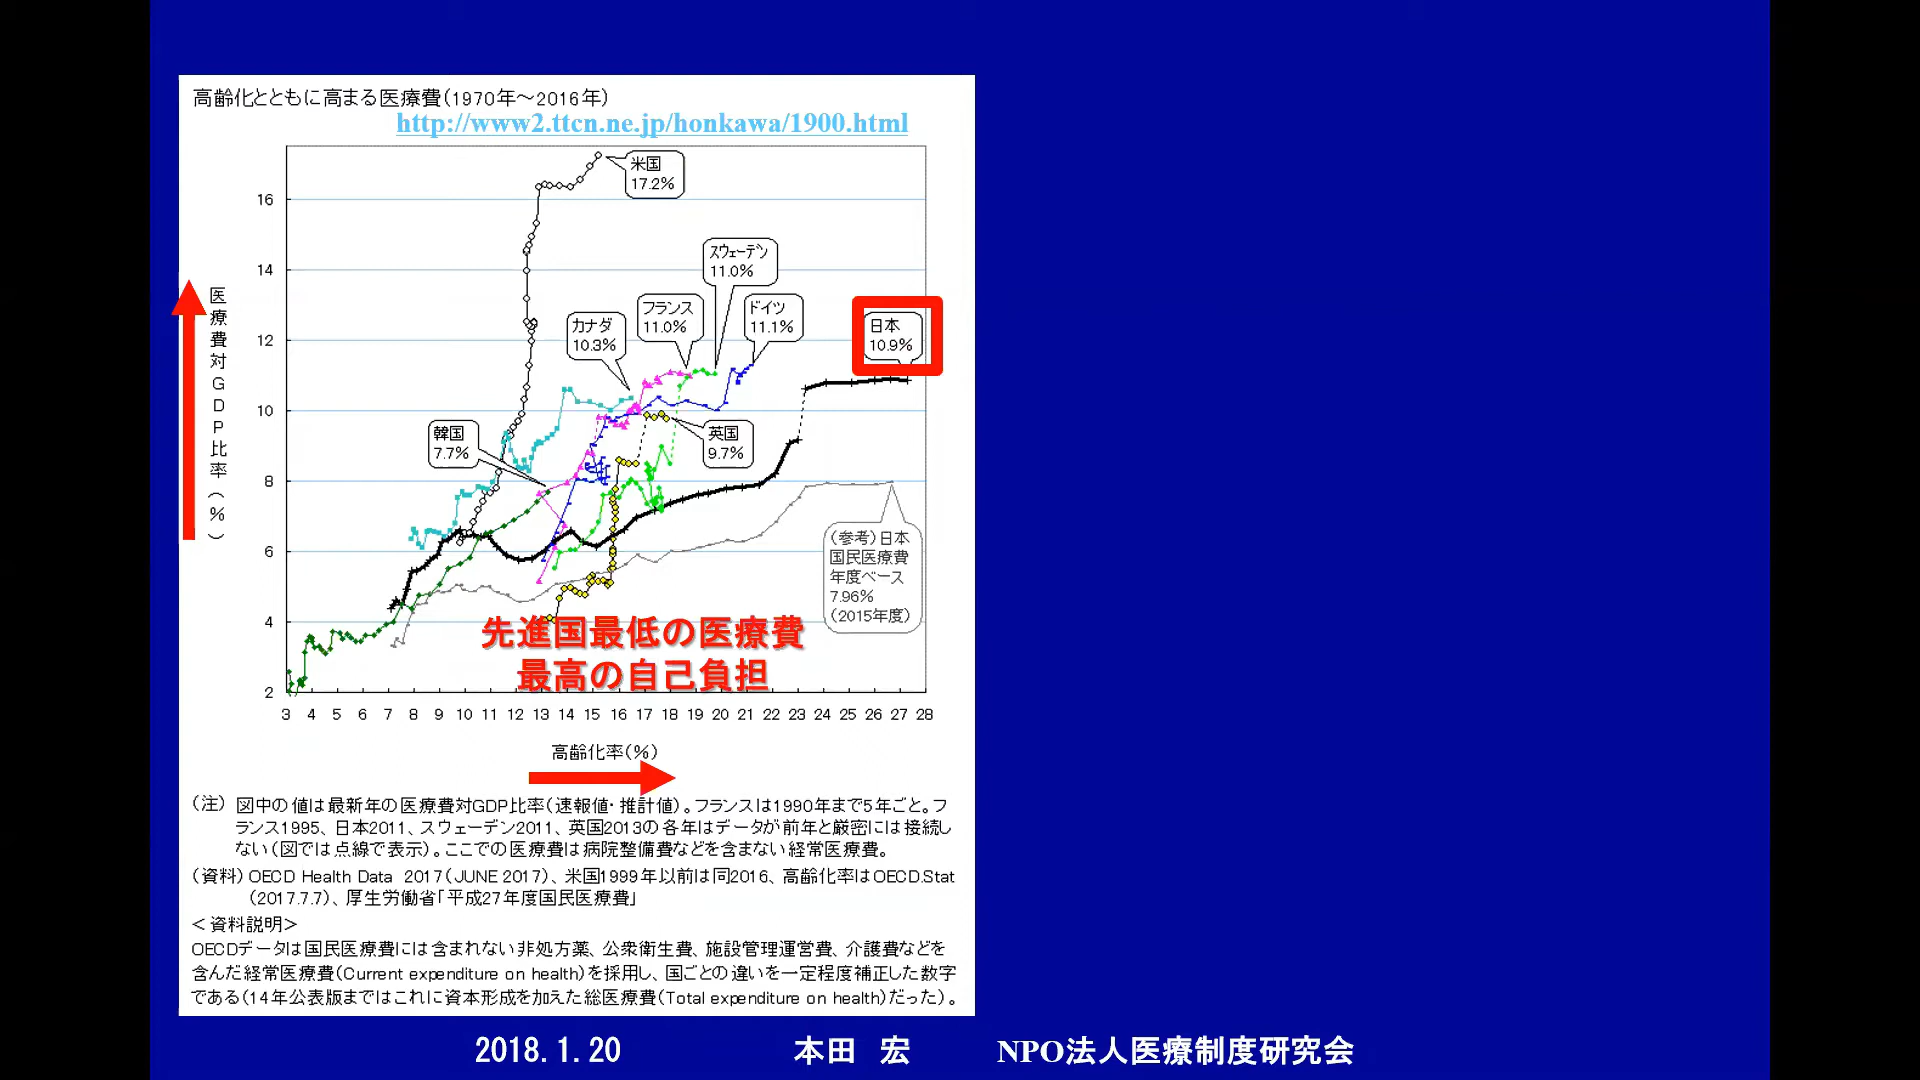 高齢化とともに高まる医療費(1970年～2016年)
http://www2.ttcn.ne.jp/honkawa/1900.html
米国
17.2%
スウェーデン
11.0%
フランス
11.0%
ドイツ
11.1%
カナダ
10.3%
日本
10.9%
韓国
7.7%
英国
9.7%
(参考)日本
国民医療費
年度ベース
7.96%
(2015年度)
医療費対GDP比率(%)
16
14
12
10
8
6
4
2
先進国最低の医療費
最高の自己負担
3 4 5 6 7 8 9 10 11 12 13 14 15 16 17 18 19 20 21 22 23 24 25 26 27 28
高齢化率(%)
(注) 図中の値は最新年の医療費対GDP比率(速報値・推計値)。フランスは1990年まで5年ごと。フ
ランス1995、日本2011、スウェーデン2011、英国2013の各年はデータが前年と厳密には接続し
ない(図では点線で表示)。ここでの医療費は病院整備費などを含まない経常医療費。
(資料) OECD Health Data 2017(JUNE 2017)、米国1999年以前は同2016、高齢化率はOECD.Stat
(2017.7.7)、厚生労働省「平成27年度国民医療費」
＜資料説明＞
OECDデータは国民医療費には含まれない非処方薬、公衆衛生費、施設管理運営費、介護費などを
含んだ経常医療費(Current expenditure on health)を採用し、国ごとの違いを一定程度補正した数字
である(14年公表版まではこれに資本形成を加えた総医療費(Total expenditure on health)だった)。
2018.1.20 本田 宏 NPO法人医療制度研究会